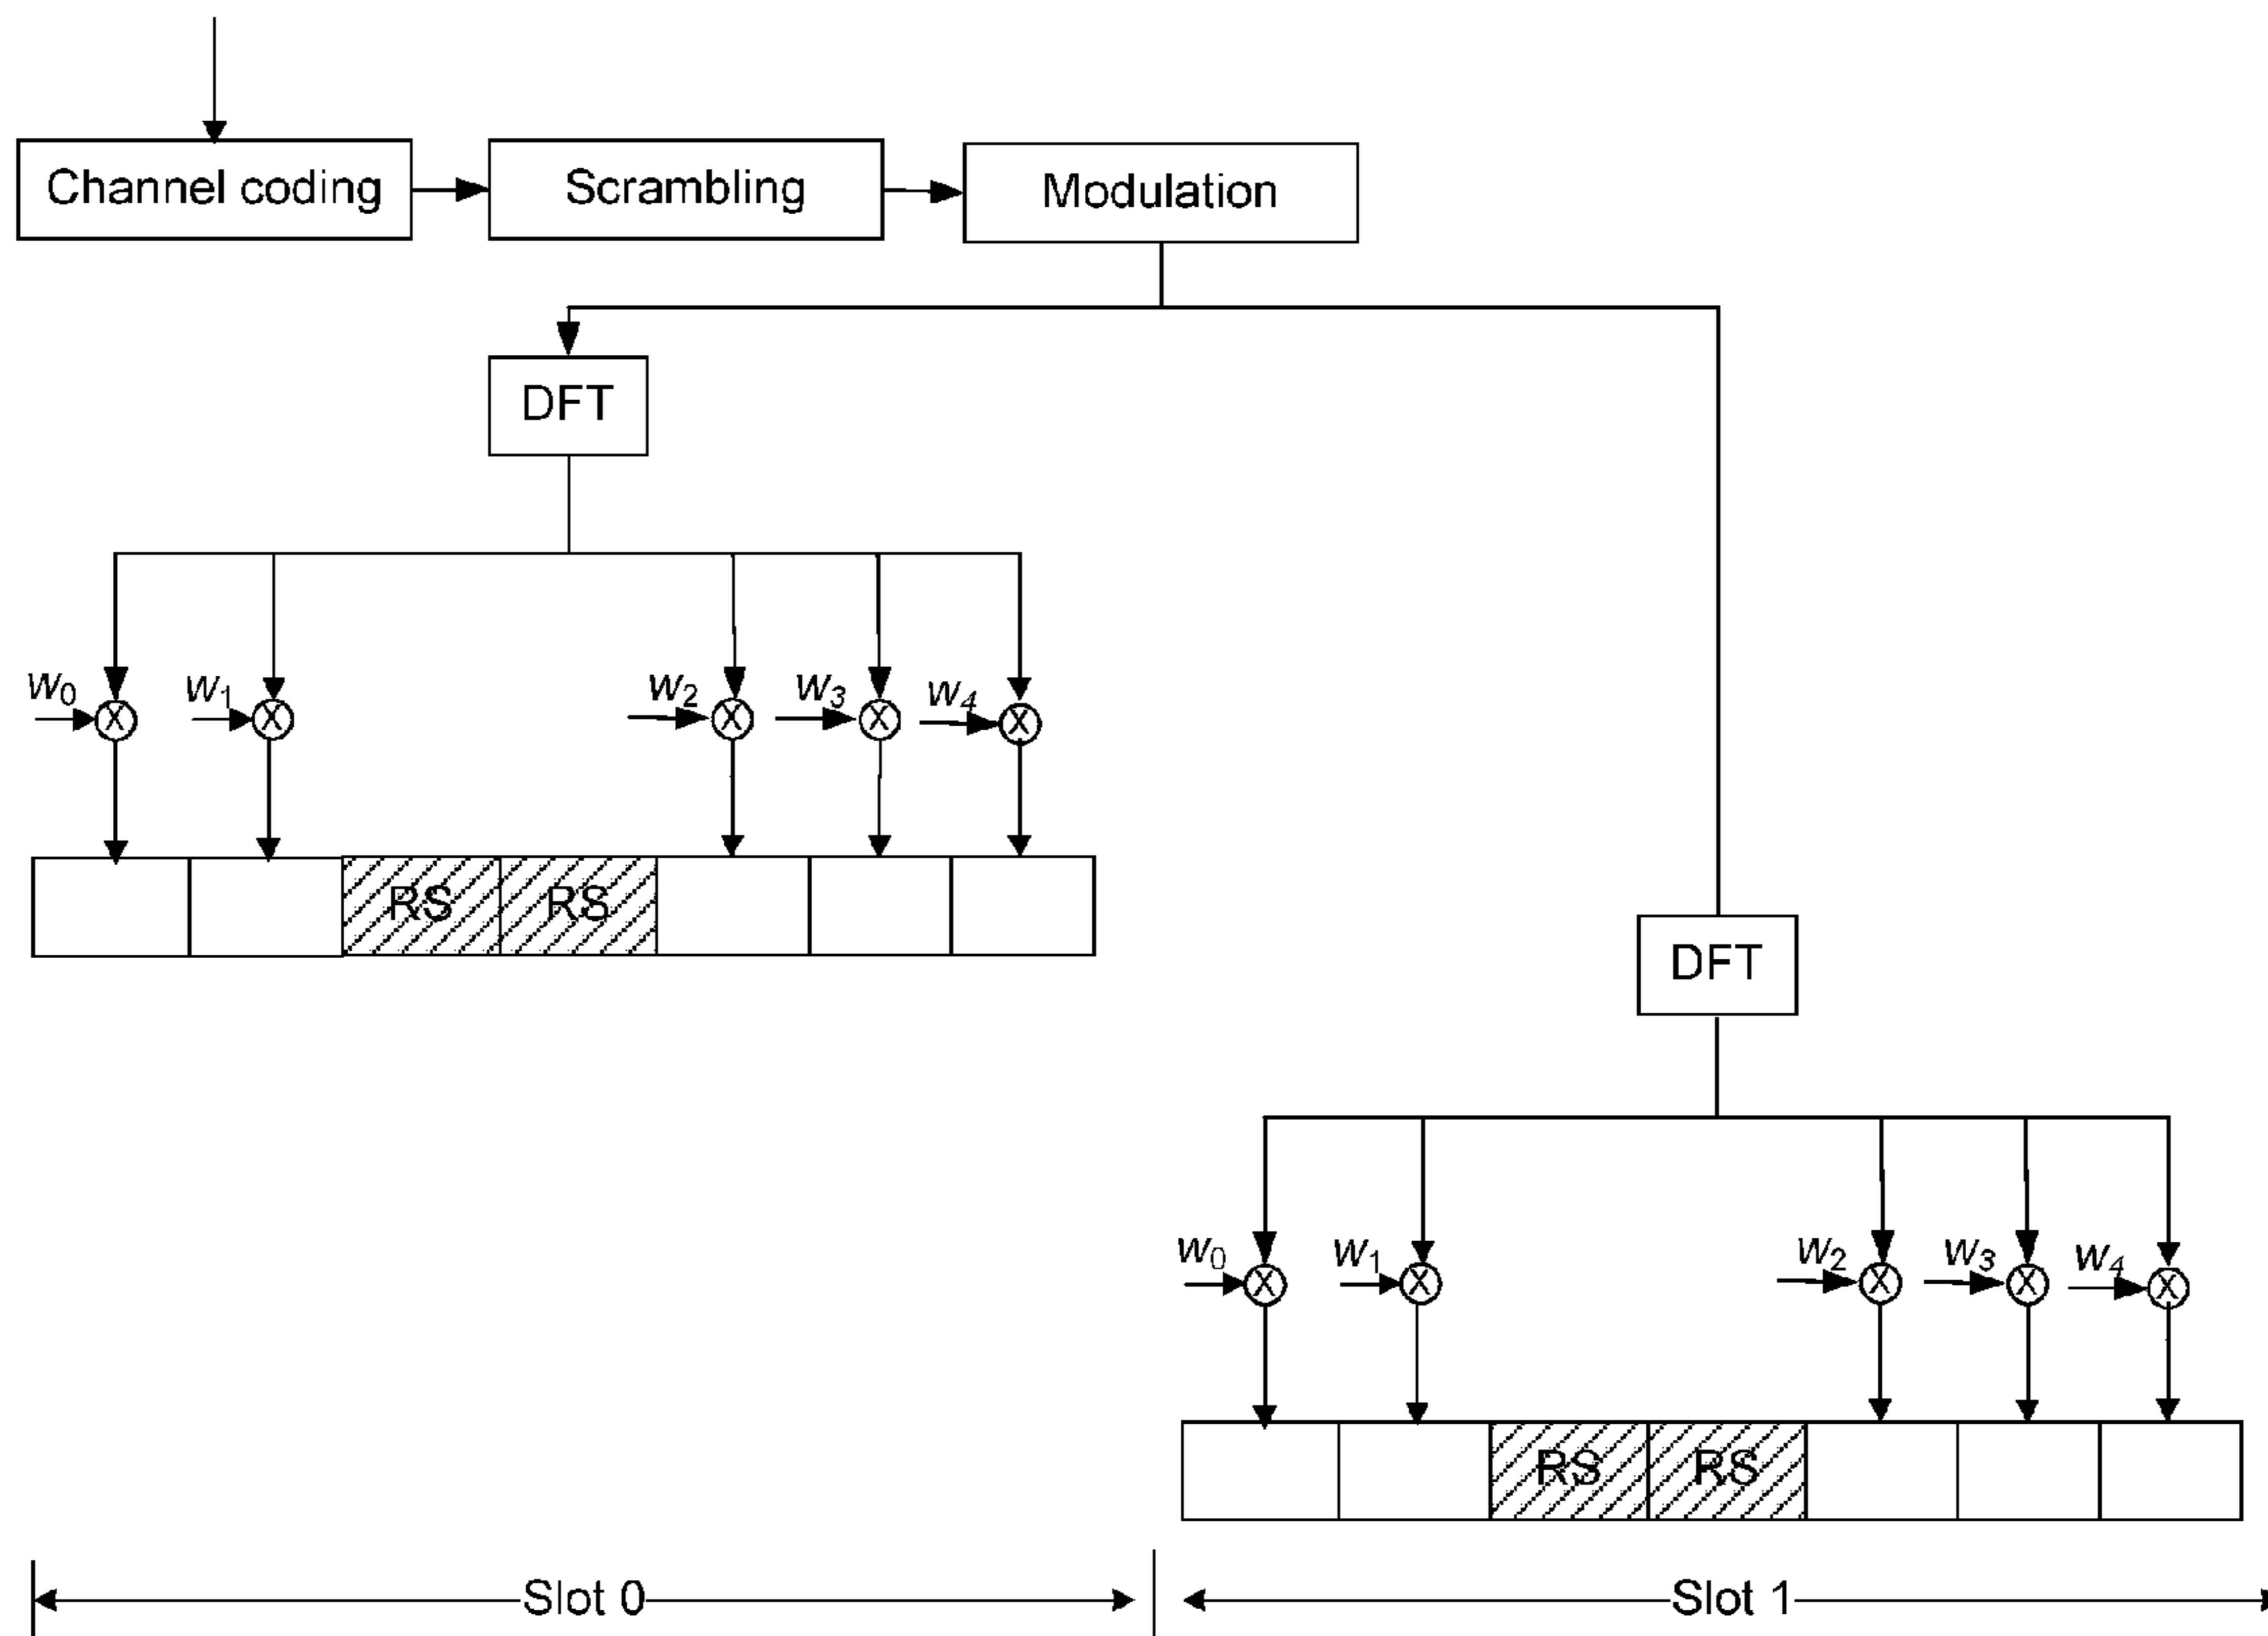 Channel coding
Scrambling
Modulation
DFT
w0
w1
w2
w3
w4
RS
RS
DFT
w0
w1
w2
w3
w4
RS
RS
Slot 0
Slot 1